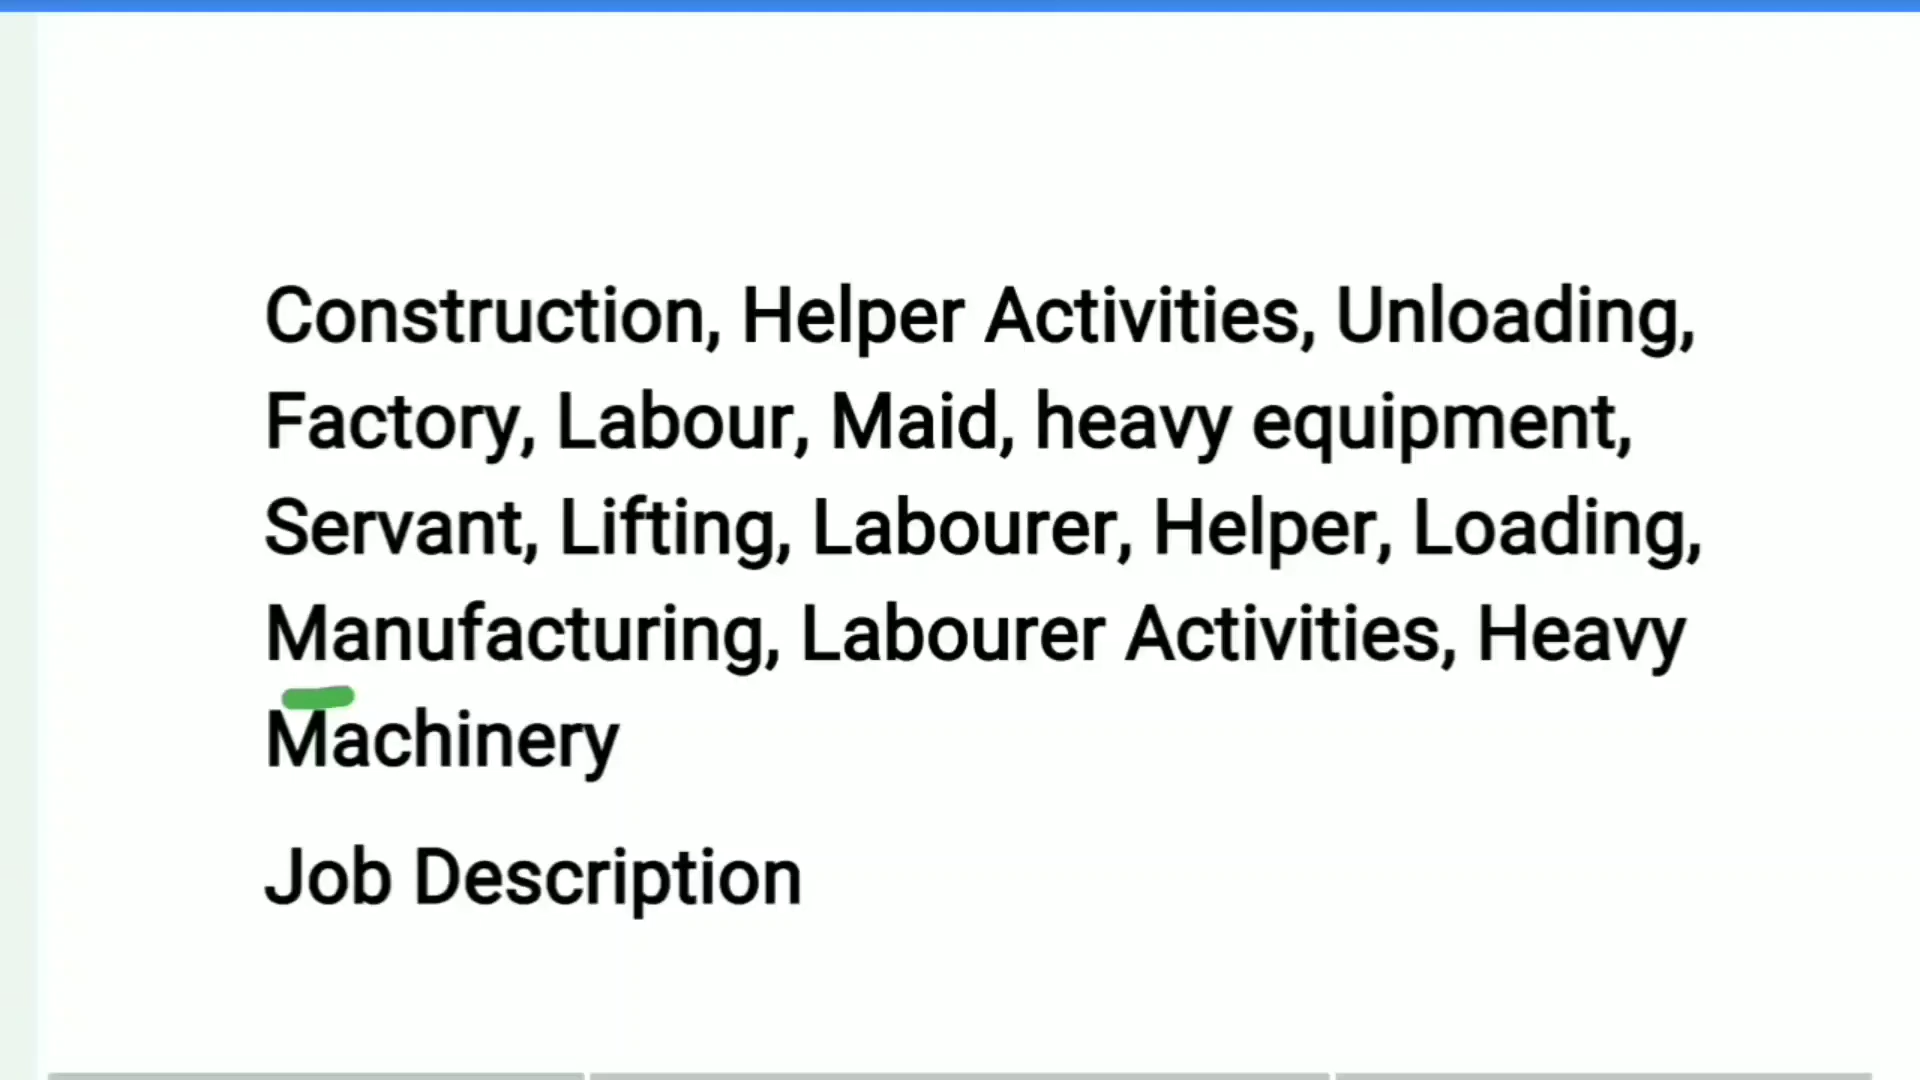 Construction, Helper Activities, Unloading,
Factory, Labour, Maid, heavy equipment,
Servant, Lifting, Labourer, Helper, Loading,
Manufacturing, Labourer Activities, Heavy
Machinery
Job Description